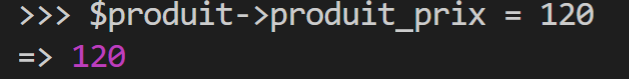 >>> $produit->produit_prix = 120
=> 120